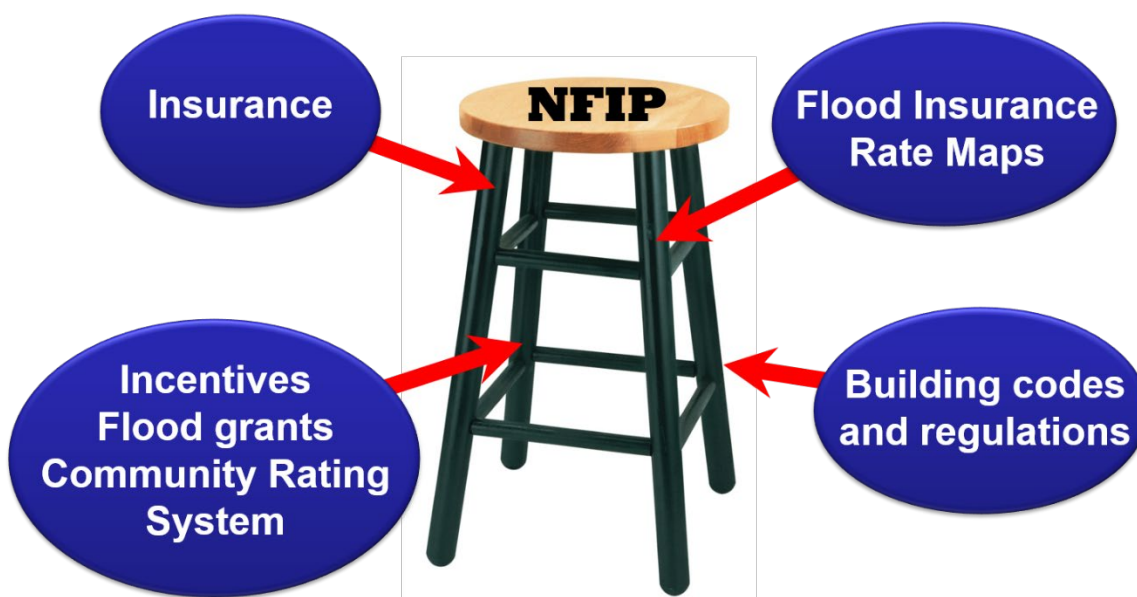 Insurance
NFIP
Flood Insurance
Rate Maps
Incentives
Flood grants
Community Rating
System
Building codes
and regulations